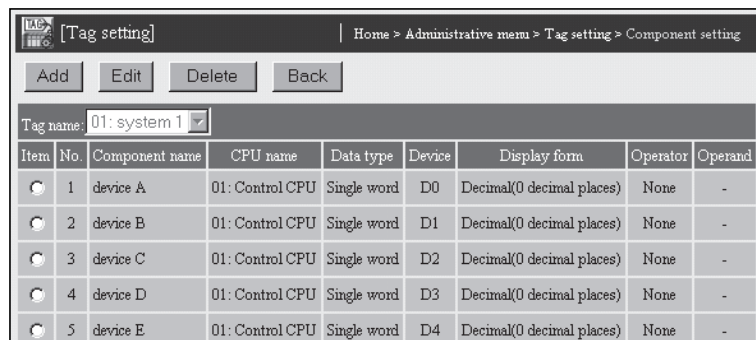 TAG
[Tag setting] Home > Administrative menu > Tag setting > Component setting
Add Edit Delete Back
Tag name: 01: system 1
Item No. Component name CPU name Data type Device Display form Operator Operand
1 device A 01: Control CPU Single word D0 Decimal(0 decimal places) None -
2 device B 01: Control CPU Single word D1 Decimal(0 decimal places) None -
3 device C 01: Control CPU Single word D2 Decimal(0 decimal places) None -
4 device D 01: Control CPU Single word D3 Decimal(0 decimal places) None -
5 device E 01: Control CPU Single word D4 Decimal(0 decimal places) None -